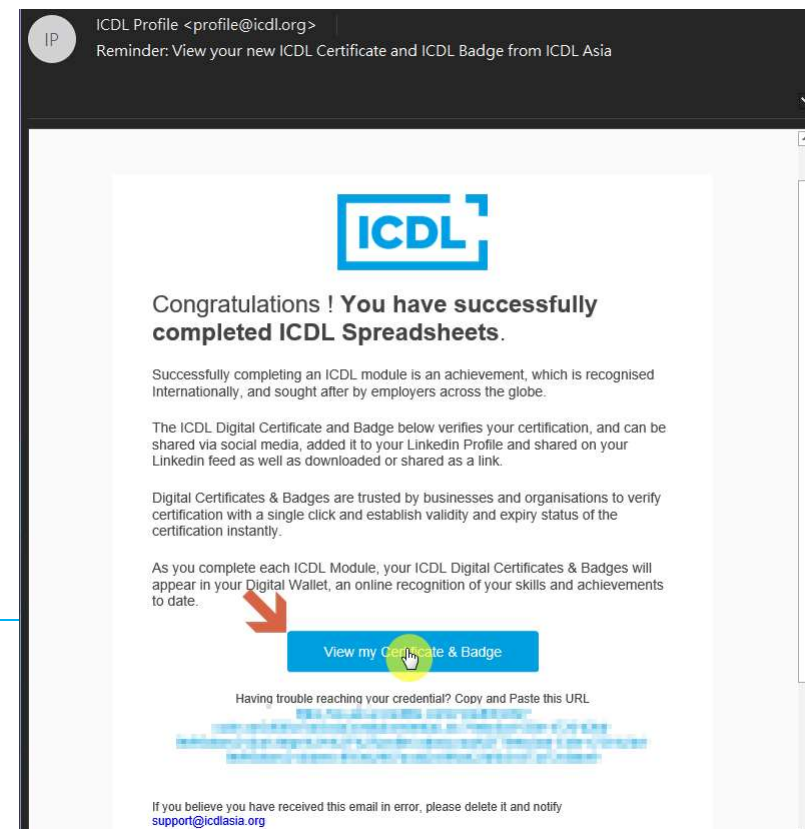 IP
ICDL Profile <profile@icdl.org>
Reminder: View your new ICDL Certificate and ICDL Badge from ICDL Asia
ICDL
Congratulations ! You have successfully
completed ICDL Spreadsheets.
Successfully completing an ICDL module is an achievement, which is recognised
Internationally, and sought after by employers across the globe.
The ICDL Digital Certificate and Badge below verifies your certification, and can be
shared via social media, added it to your Linkedin Profile and shared on your
Linkedin feed as well as downloaded or shared as a link.
Digital Certificates & Badges are trusted by businesses and organisations to verify
certification with a single click and establish validity and expiry status of the
certification instantly.
As you complete each ICDL Module, your ICDL Digital Certificates & Badges will
appear in your Digital Wallet, an online recognition of your skills and achievements
to date.
View my Certificate & Badge
Having trouble reaching your credential? Copy and Paste this URL
If you believe you have received this email in error, please delete it and notify
support@icdlasia.org